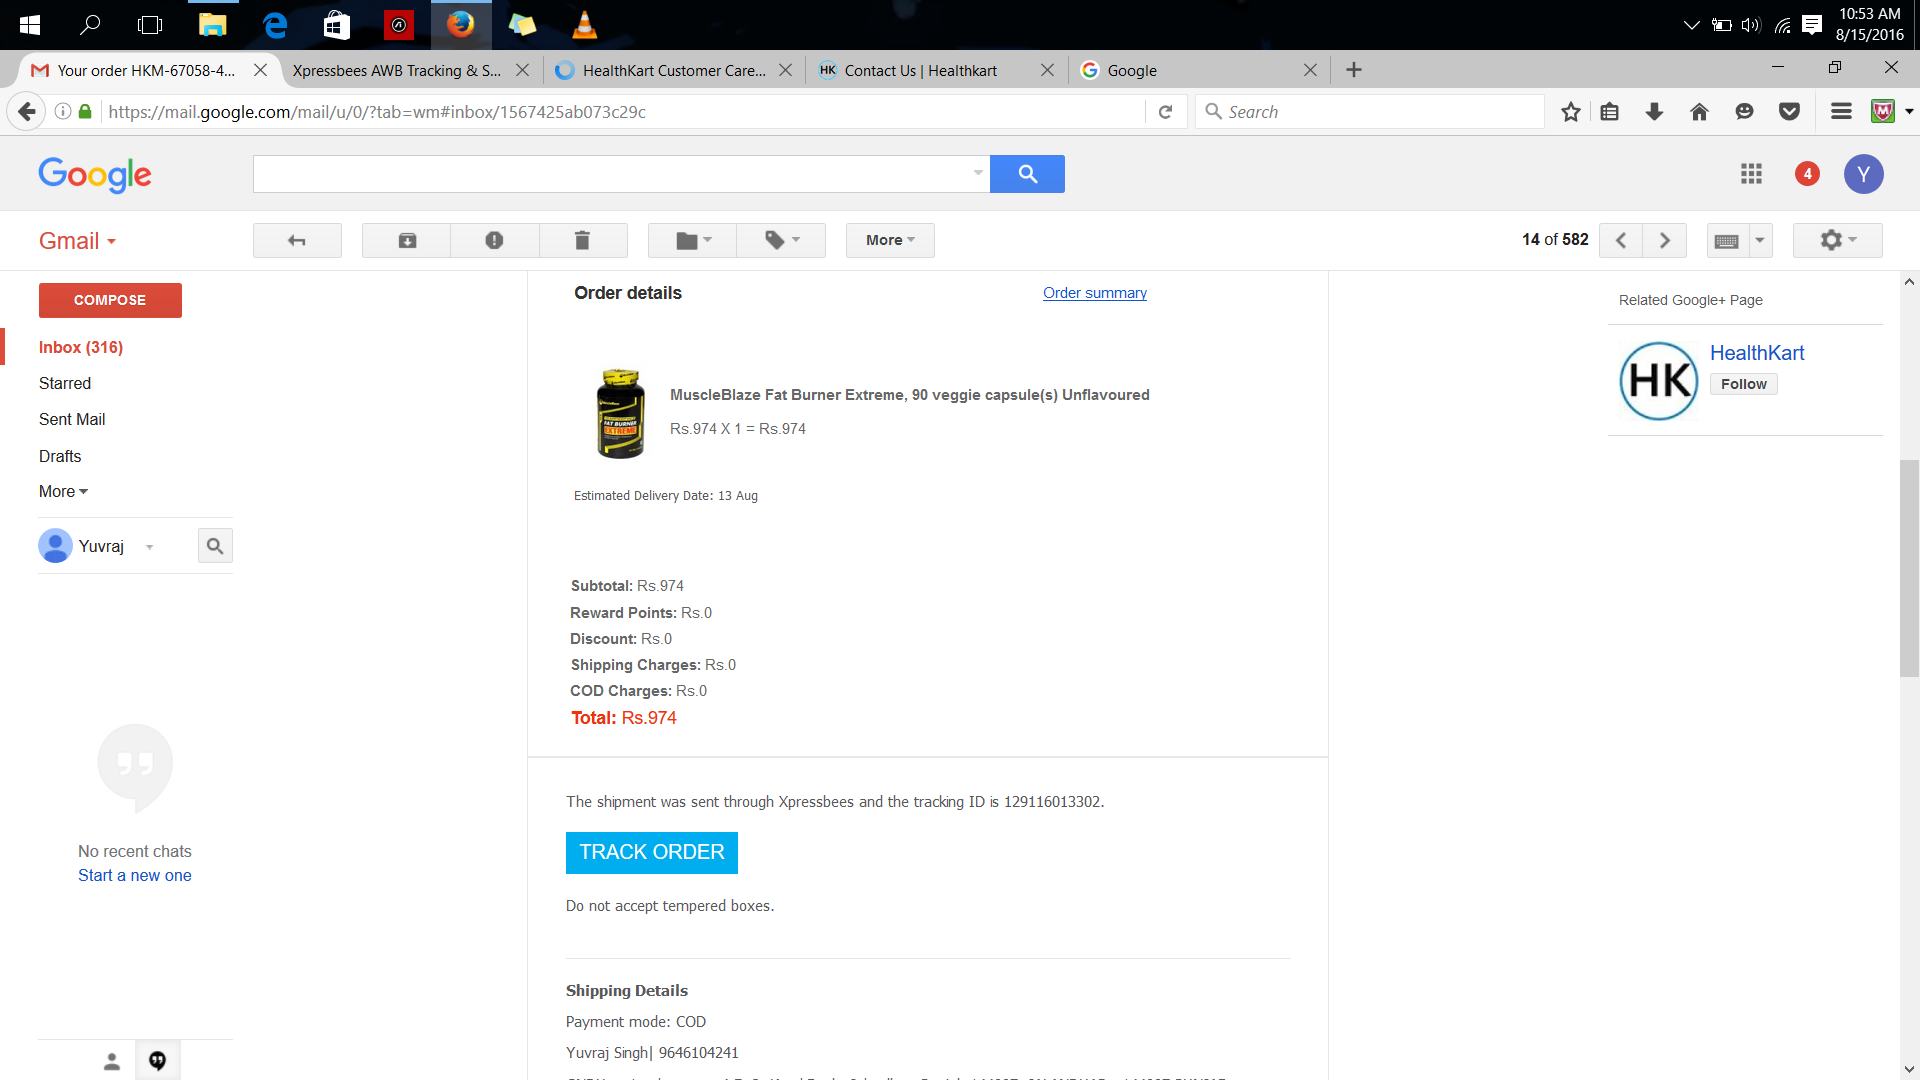 10:53 AM
8/15/2016
Your order HKM-67058-4...
Xpressbees AWB Tracking & S...
HealthKart Customer Care...
HK Contact Us | Healthkart
Google
https://mail.google.com/mail/u/0/?tab=wm#inbox/1567425ab073c29c
Search
Google
4
Y
Gmail
More
14 of 582
COMPOSE
Inbox (316)
Starred
Sent Mail
Drafts
More
Yuvraj
No recent chats
Start a new one
Order details
Order summary
FAT BURNER
EXTREME
MuscleBlaze Fat Burner Extreme, 90 veggie capsule(s) Unflavoured
Rs.974 X 1 = Rs.974
Estimated Delivery Date: 13 Aug
Subtotal: Rs.974
Reward Points: Rs.0
Discount: Rs.0
Shipping Charges: Rs.0
COD Charges: Rs.0
Total: Rs.974
The shipment was sent through Xpressbees and the tracking ID is 129116013302.
TRACK ORDER
Do not accept tempered boxes.
Shipping Details
Payment mode: COD
Yuvraj Singh| 9646104241
Related Google+ Page
HK
HealthKart
Follow